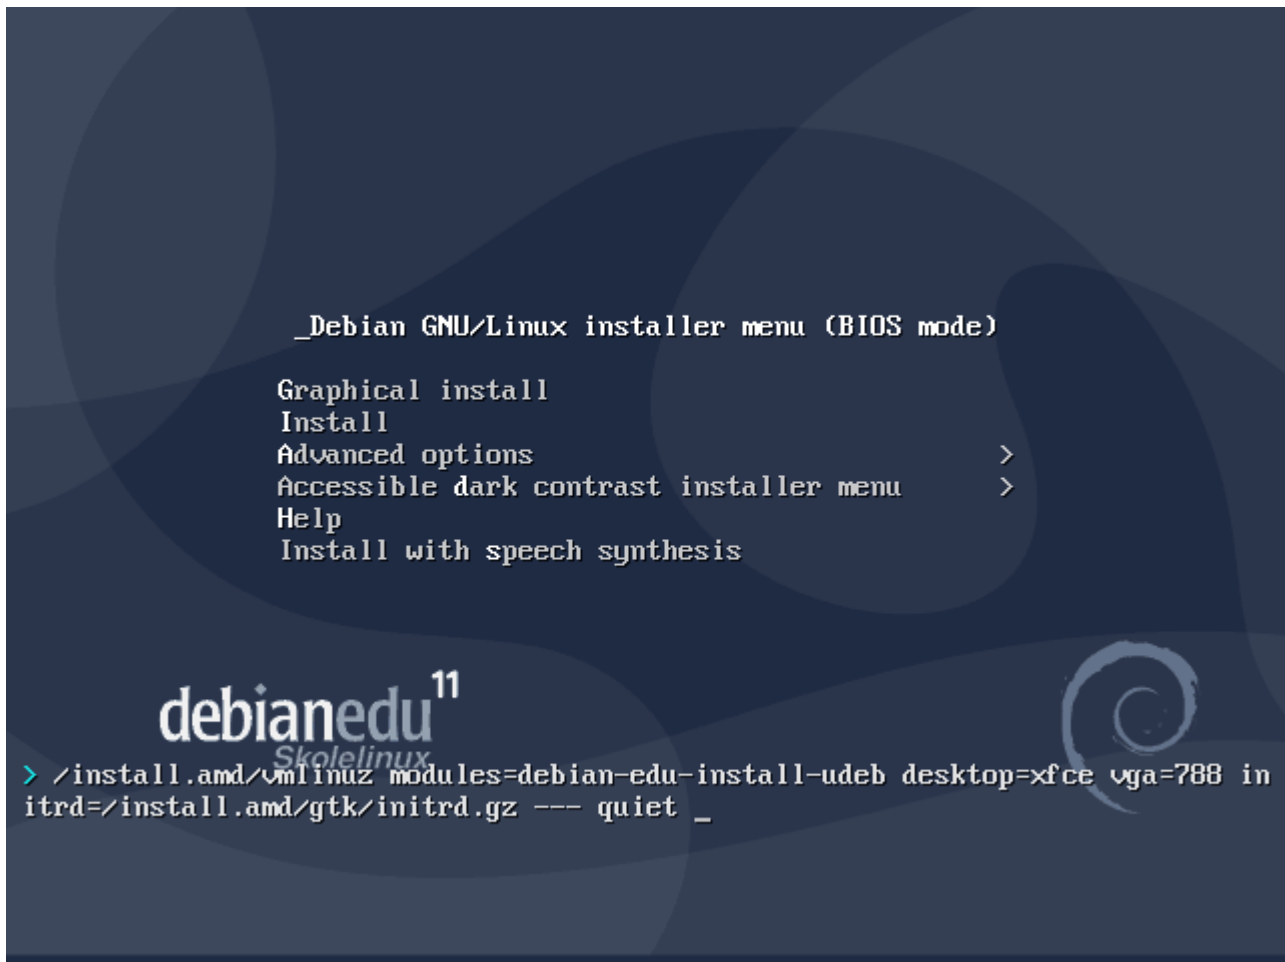 _Debian GNU/Linux installer menu (BIOS mode)
Graphical install
Install
Advanced options >
Accessible dark contrast installer menu >
Help
Install with speech synthesis
debianedu 11
Skolelinux
> /install.amd/vmlinuz modules=debian-edu-install-udeb desktop=xfce vga=788 in
itrd=/install.amd/gtk/initrd.gz --- quiet _